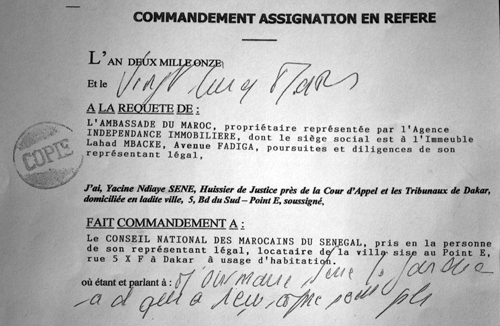 COMMANDEMENT ASSIGNATION EN REFERE
L'AN DEUX MILLE ONZE
Et le Vingt cinq Mars
A LA REQUETE DE :
L'AMBASSADE DU MAROC, propriétaire représentée par l'Agence
INDEPENDANCE IMMOBILIERE, dont le siège social est à l'Immeuble
Lahad MBACKE, Avenue FADIGA, poursuites et diligences de son
représentant légal,
COPIE
J'ai, Yacine Ndiaye SENE, Huissier de Justice près de la Cour d'Appel et les Tribunaux de Dakar,
domiciliée en ladite ville, 5, Bd du Sud – Point E, soussigné,
FAIT COMMANDEMENT A :
Le CONSEIL NATIONAL DES MAROCAINS DU SENEGAL, pris en la personne
de son représentant légal, locataire de la ville sise au Point E,
rue 5 X F à Dakar à usage d'habitation.
où étant et parlant à :